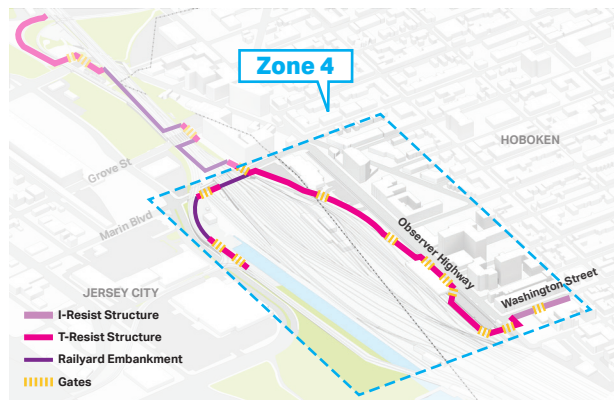 Zone 4
HOBOKEN
Grove St
Marin Blvd
Observer Highway
Washington Street
JERSEY CITY
I-Resist Structure
T-Resist Structure
Railyard Embankment
Gates